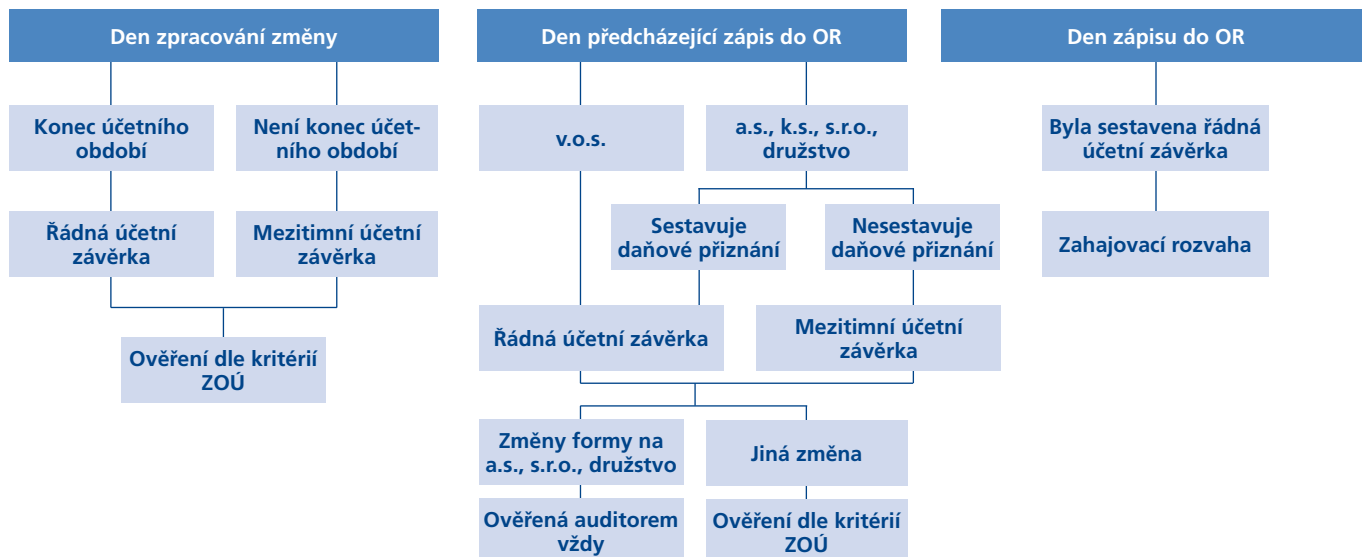 Den zpracování změny
Konec účetního
období
Není konec účet-
ního období
Řádná účetní
závěrka
Mezitimní účetní
závěrka
Ověření dle kritérií
ZOÚ
Den předcházející zápis do OR
v.o.s.
a.s., k.s., s.r.o.,
družstvo
Sestavuje
daňové přiznání
Nesestavuje
daňové přiznání
Řádná účetní závěrka
Mezitimní účetní
závěrka
Změny formy na
a.s., s.r.o., družstvo
Jiná změna
Ověřená auditorem
vždy
Ověření dle kritérií
ZOÚ
Den zápisu do OR
Byla sestavena řádná
účetní závěrka
Zahajovací rozvaha